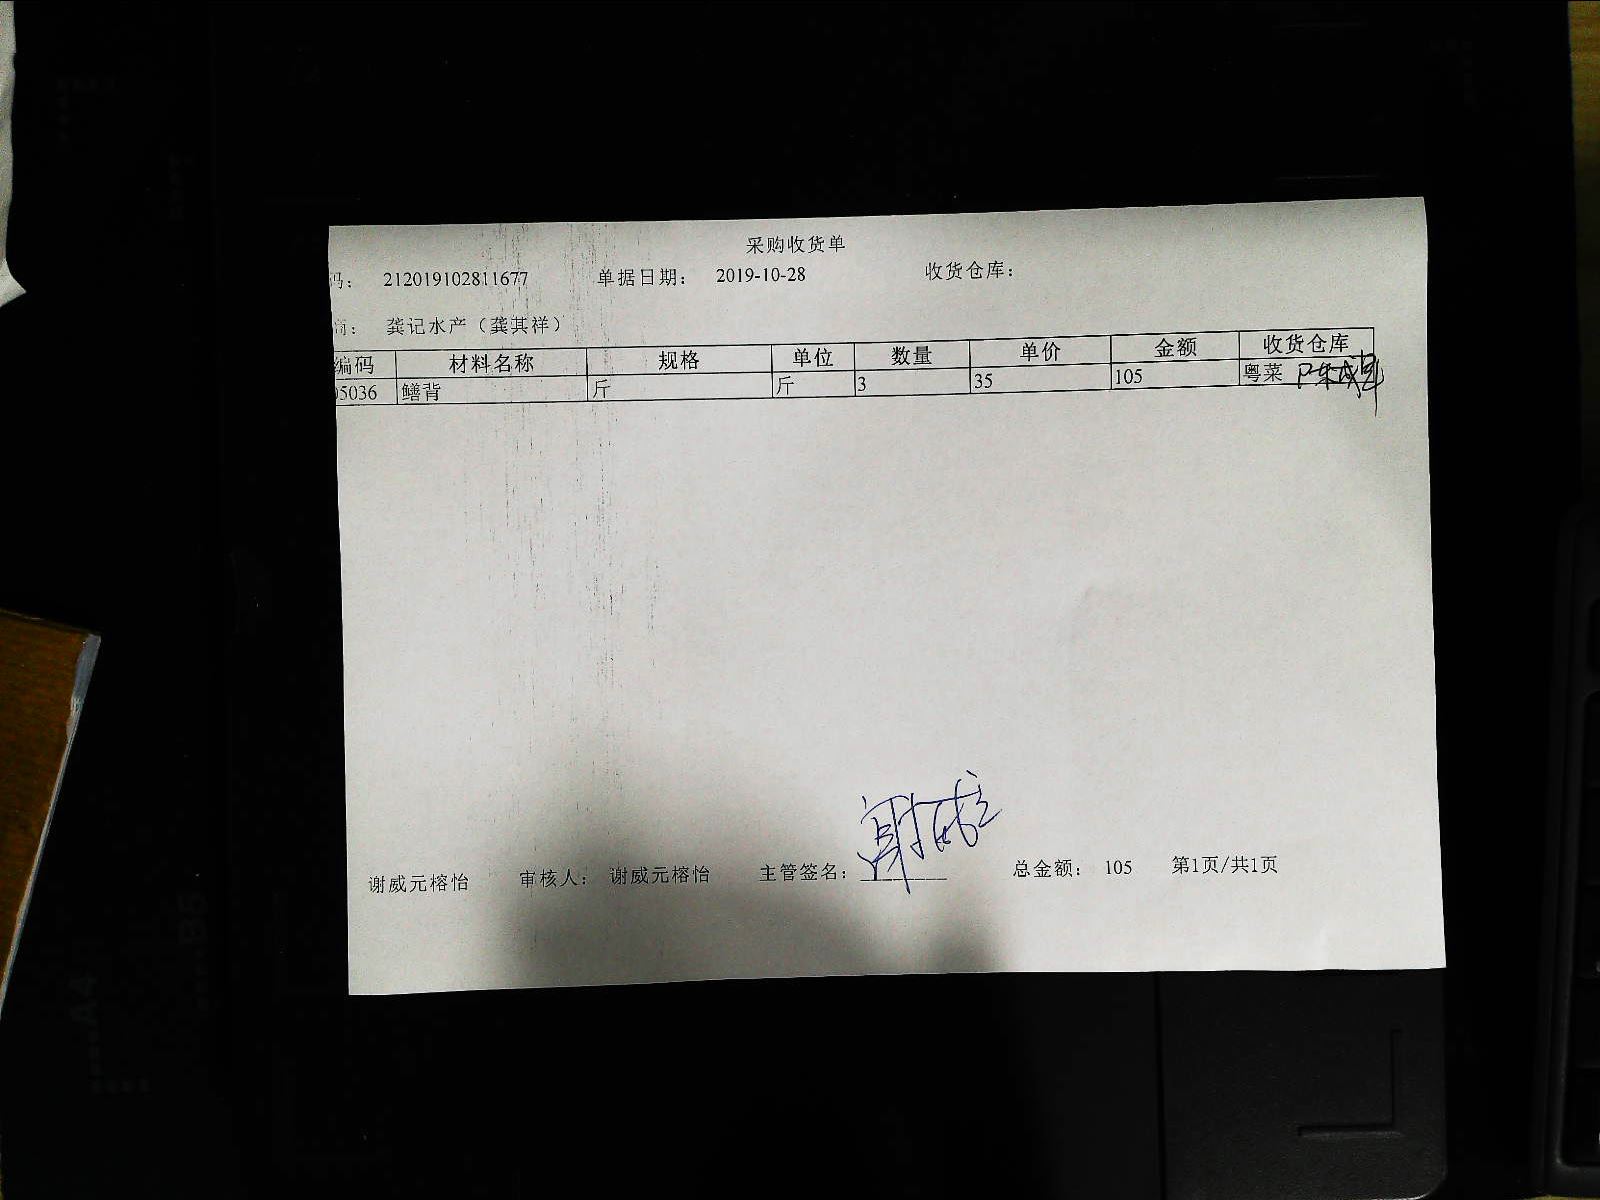 采购收货单
码： 212019102811677 单据日期： 2019-10-28 收货仓库：
商： 龚记水产（龚其祥）
编码 材料名称 规格 单位 数量 单价 金额 收货仓库
05036 鳝背 斤 斤 3 35 105 粤菜
谢威元榕怡 审核人： 谢威元榕怡 主管签名： 总金额： 105 第1页/共1页
A4
B5